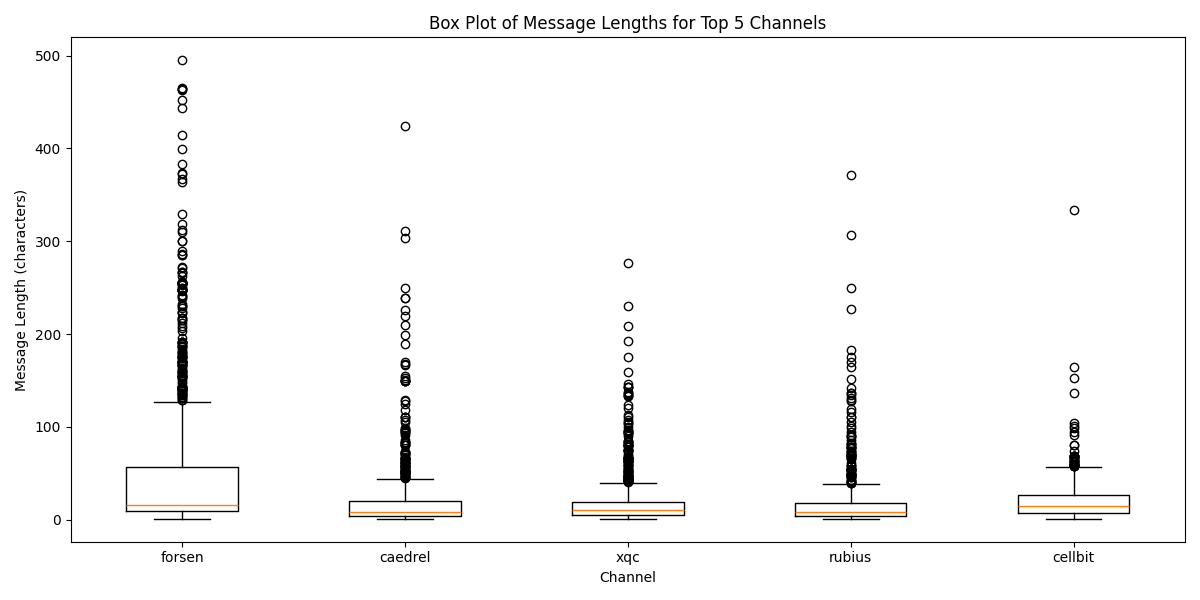 Box Plot of Message Lengths for Top 5 Channels
Message Length (characters)
500
400
300
200
100
0
forsen caedrel xqc rubius cellbit
Channel